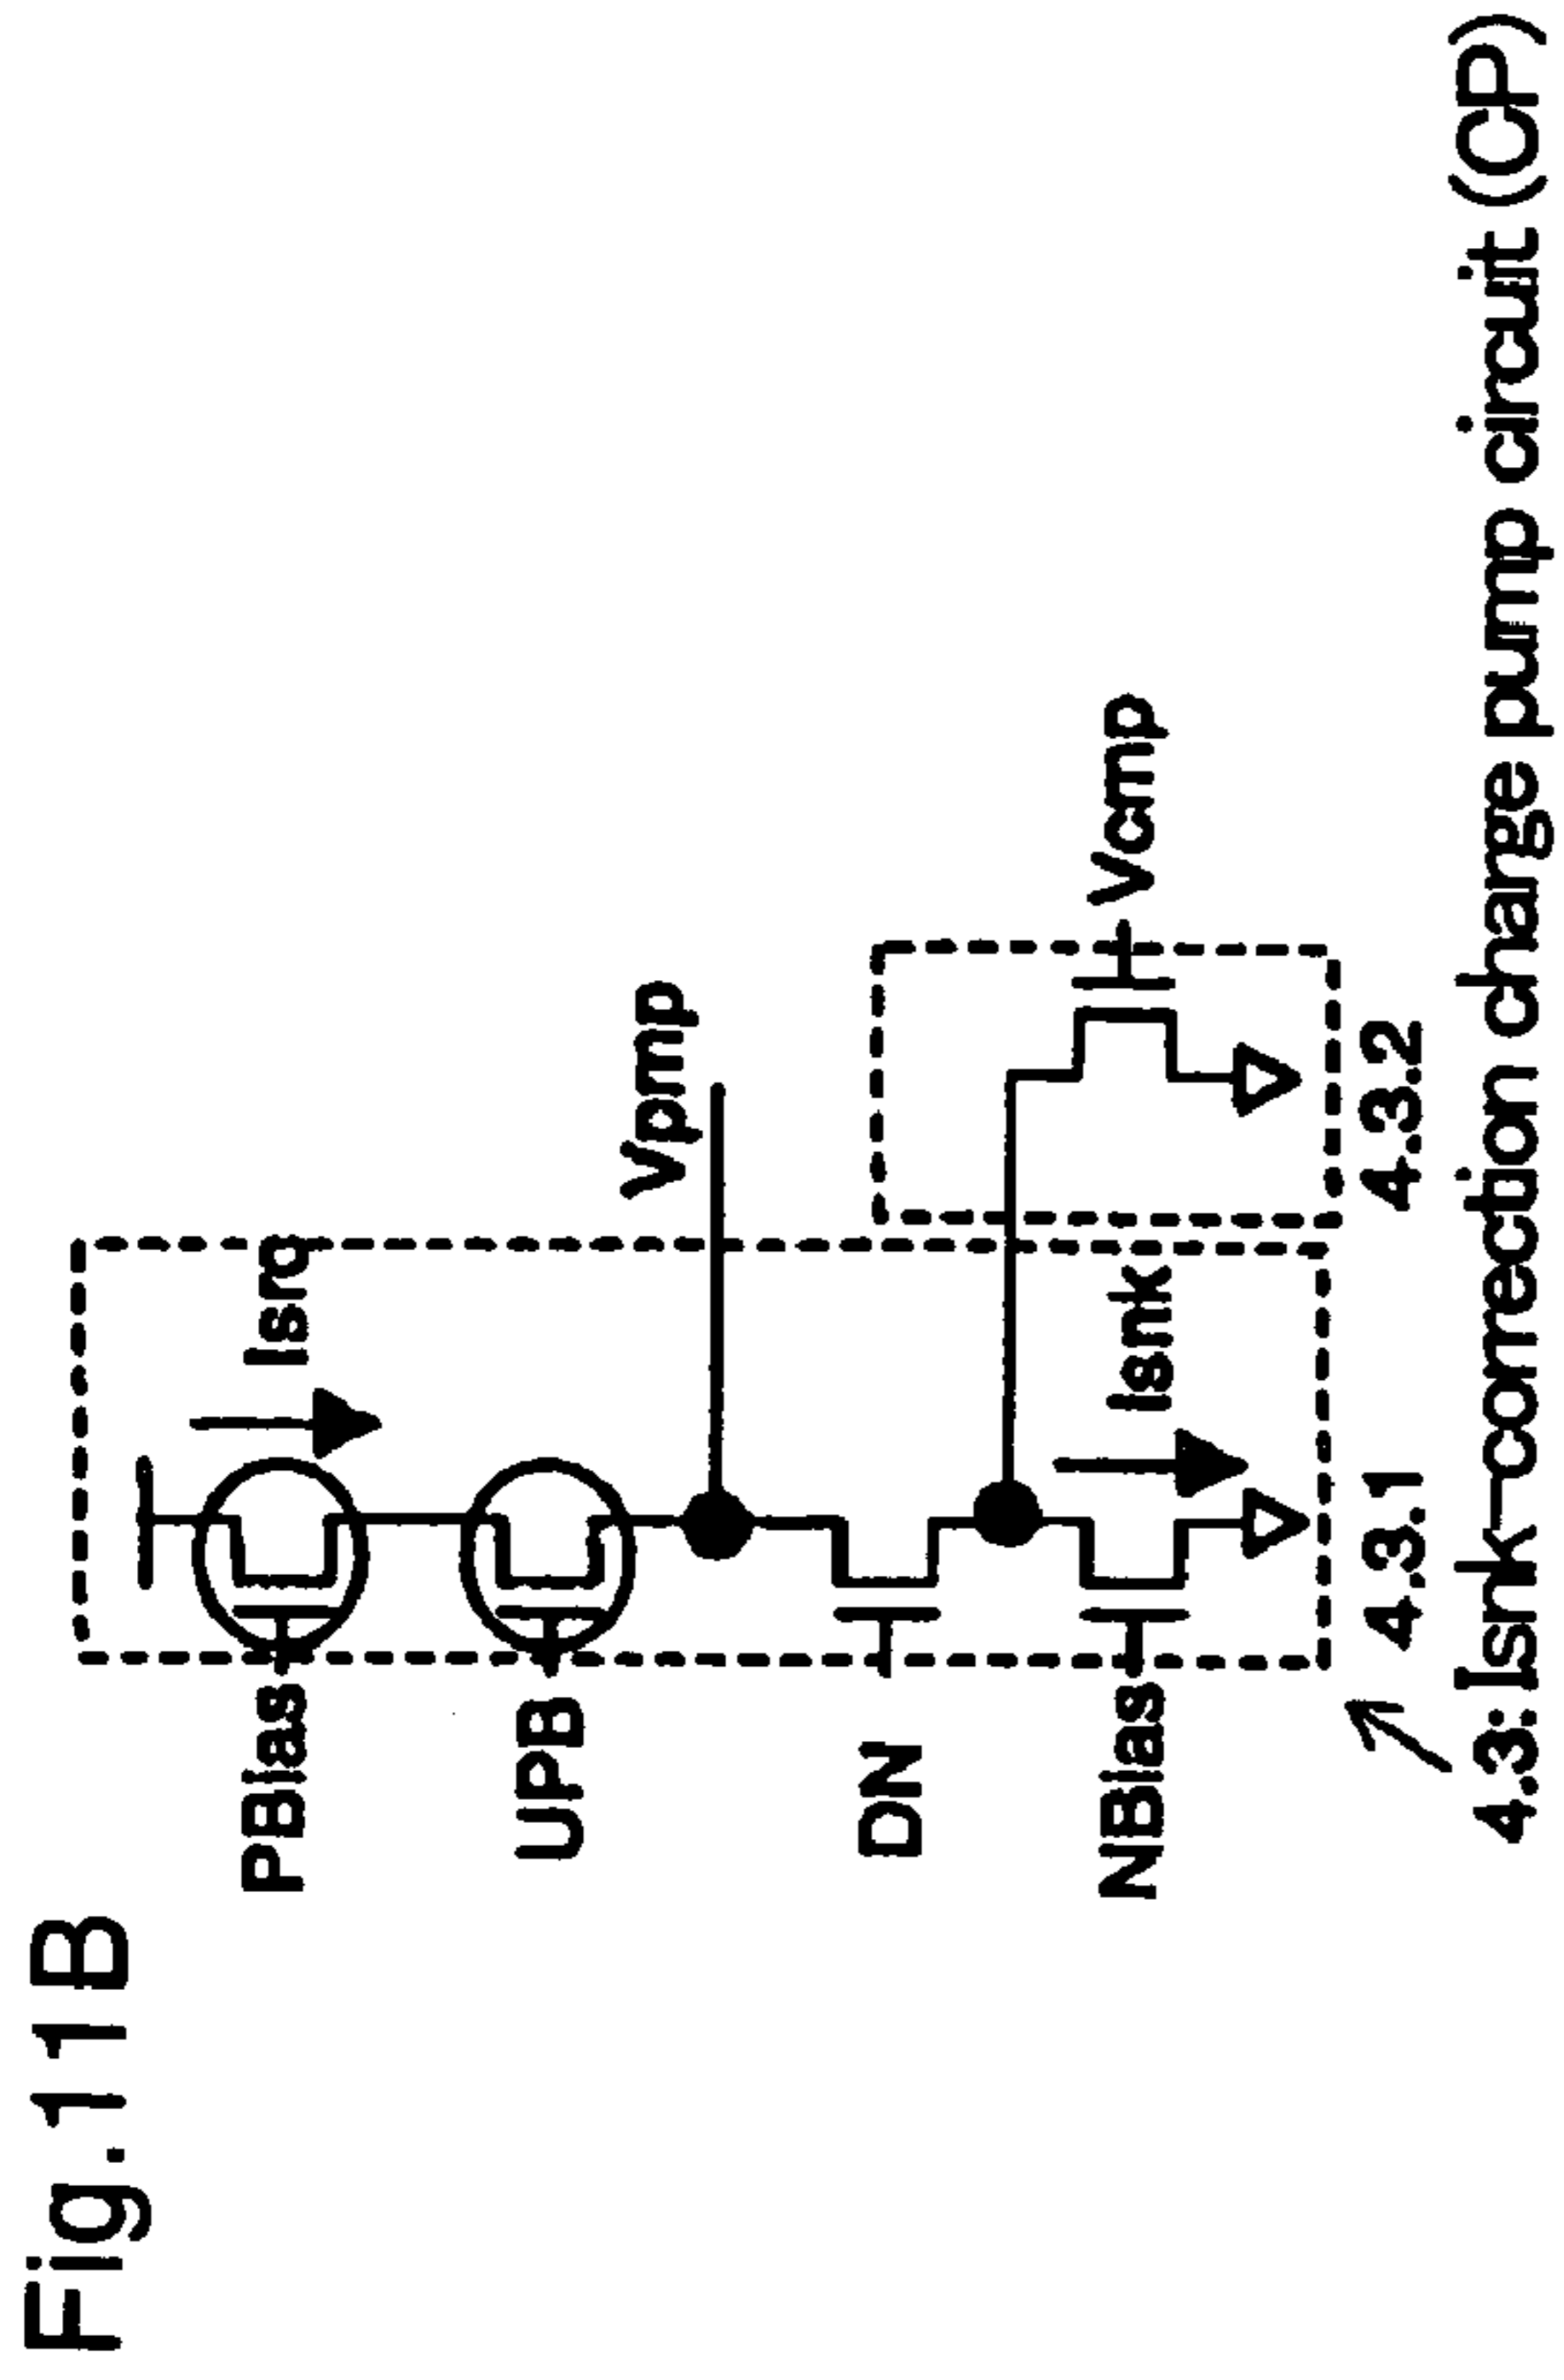 Fig.11B
PBias
Isrc
UPB
Vpmp
DN
NBias
Isnk
Vcmp
4.3.1
4.3.2
4.3: Isnk-correction charge pump circuit (CP)